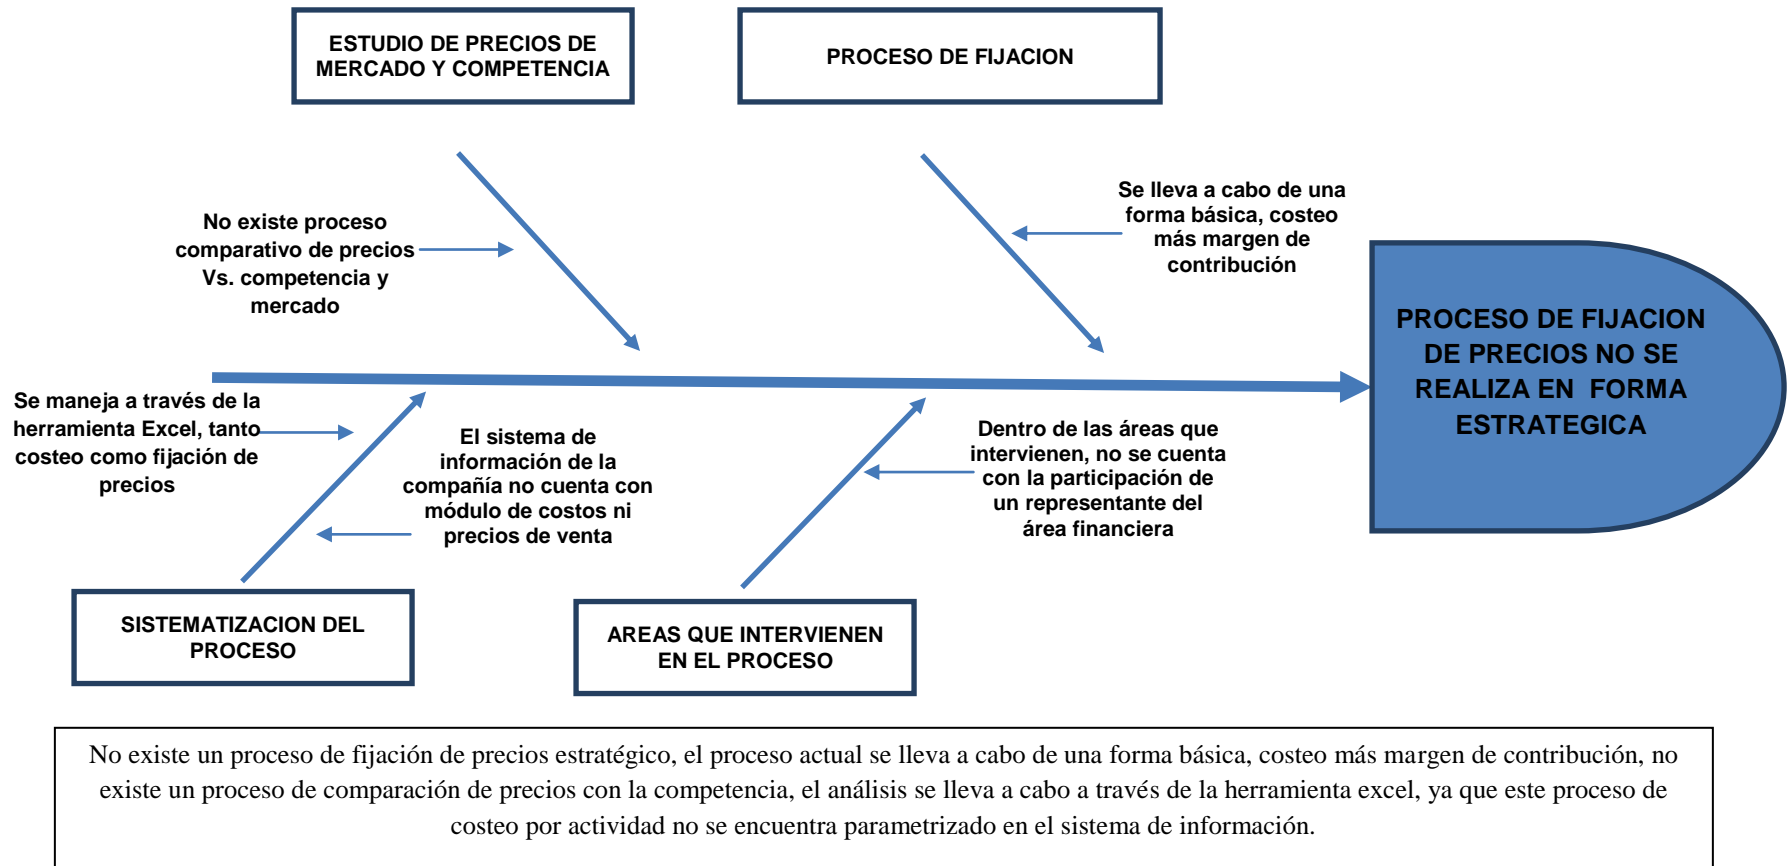 ESTUDIO DE PRECIOS DE
MERCADO Y COMPETENCIA
PROCESO DE FIJACION
No existe proceso
comparativo de precios
Vs. competencia y
mercado
Se lleva a cabo de una
forma básica, costeo
más margen de
contribución
PROCESO DE FIJACION
DE PRECIOS NO SE
REALIZA EN FORMA
ESTRATEGICA
Se maneja a través de la
herramienta Excel, tanto
costeo como fijación de
precios
El sistema de
información de la
compañía no cuenta con
módulo de costos ni
precios de venta
Dentro de las áreas que
intervienen, no se cuenta
con la participación de
un representante del
área financiera
SISTEMATIZACION DEL
PROCESO
AREAS QUE INTERVIENEN
EN EL PROCESO
No existe un proceso de fijación de precios estratégico, el proceso actual se lleva a cabo de una forma básica, costeo más margen de contribución, no
existe un proceso de comparación de precios con la competencia, el análisis se lleva a cabo a través de la herramienta excel, ya que este proceso de
costeo por actividad no se encuentra parametrizado en el sistema de información.